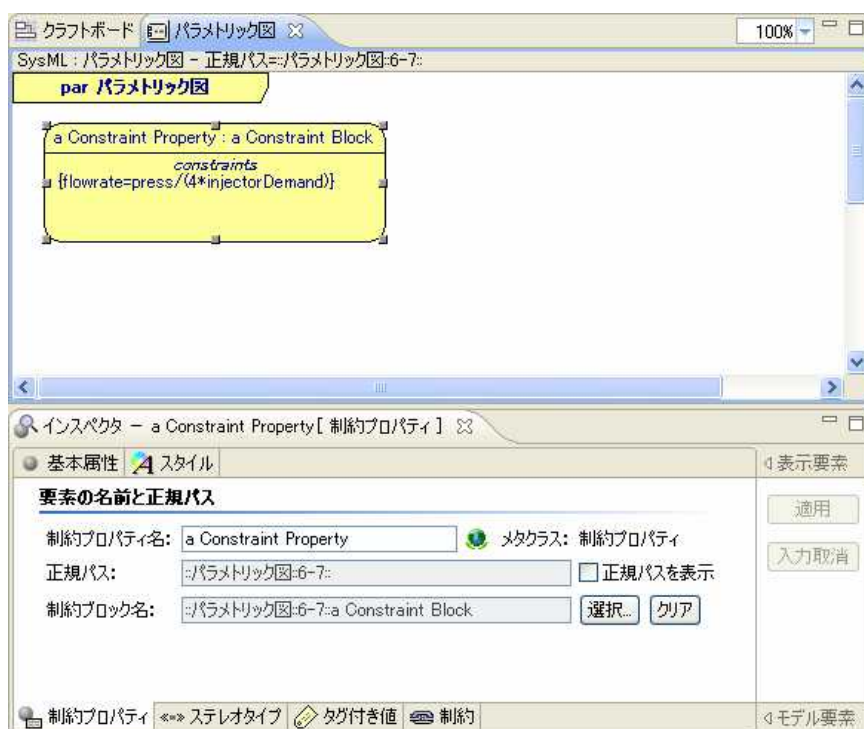 クラフトボード パラメトリック図 100%
SysML : パラメトリック図 - 正規パス=::パラメトリック図::6-7::
par パラメトリック図
a Constraint Property : a Constraint Block
constraints
{flowrate=press/(4*injectorDemand)}
インスペクタ - a Constraint Property[ 制約プロパティ ]
基本属性 スタイル 表示要素
要素の名前と正規パス
適用
制約プロパティ名: a Constraint Property メタクラス: 制約プロパティ
入力取消
正規パス: ::パラメトリック図::6-7:: 正規パスを表示
制約ブロック名: ::パラメトリック図::6-7::a Constraint Block 選択... クリア
制約プロパティ «=» ステレオタイプ タグ付き値 制約 モデル要素